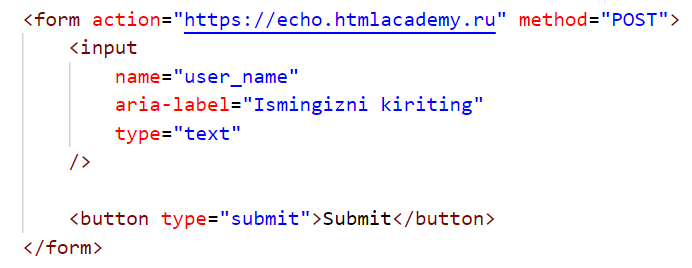 <form action="https://echo.htmlacademy.ru" method="POST">
<input
name="user_name"
aria-label="Ismingizni kiriting"
type="text"
/>
<button type="submit">Submit</button>
</form>